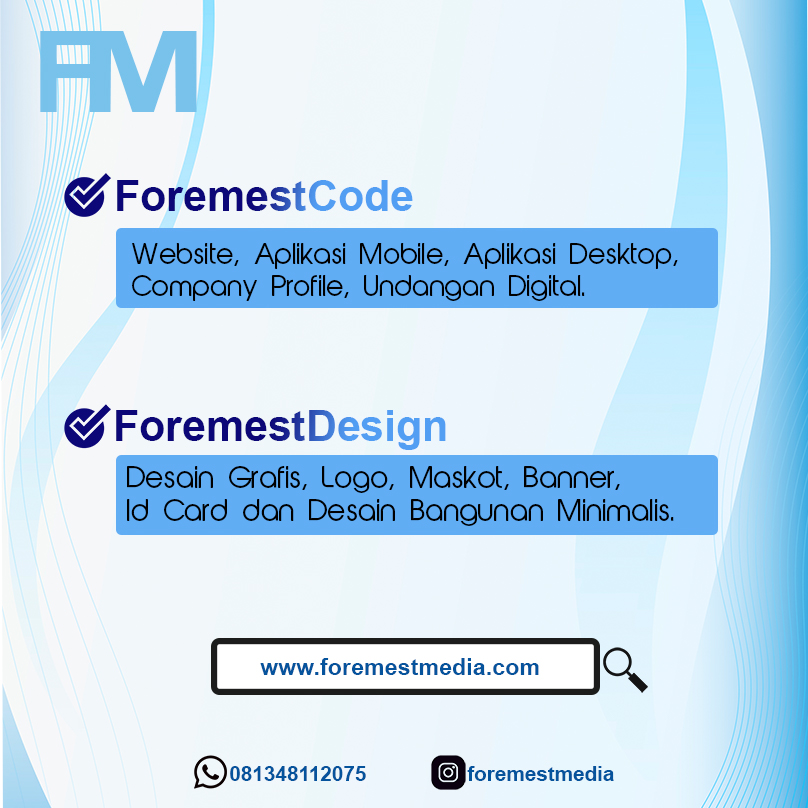 FM
ForemestCode
Website, Aplikasi Mobile, Aplikasi Desktop,
Company Profile, Undangan Digital.
ForemestDesign
Desain Grafis, Logo, Maskot, Banner,
Id Card dan Desain Bangunan Minimalis.
www.foremestmedia.com
081348112075
foremestmedia